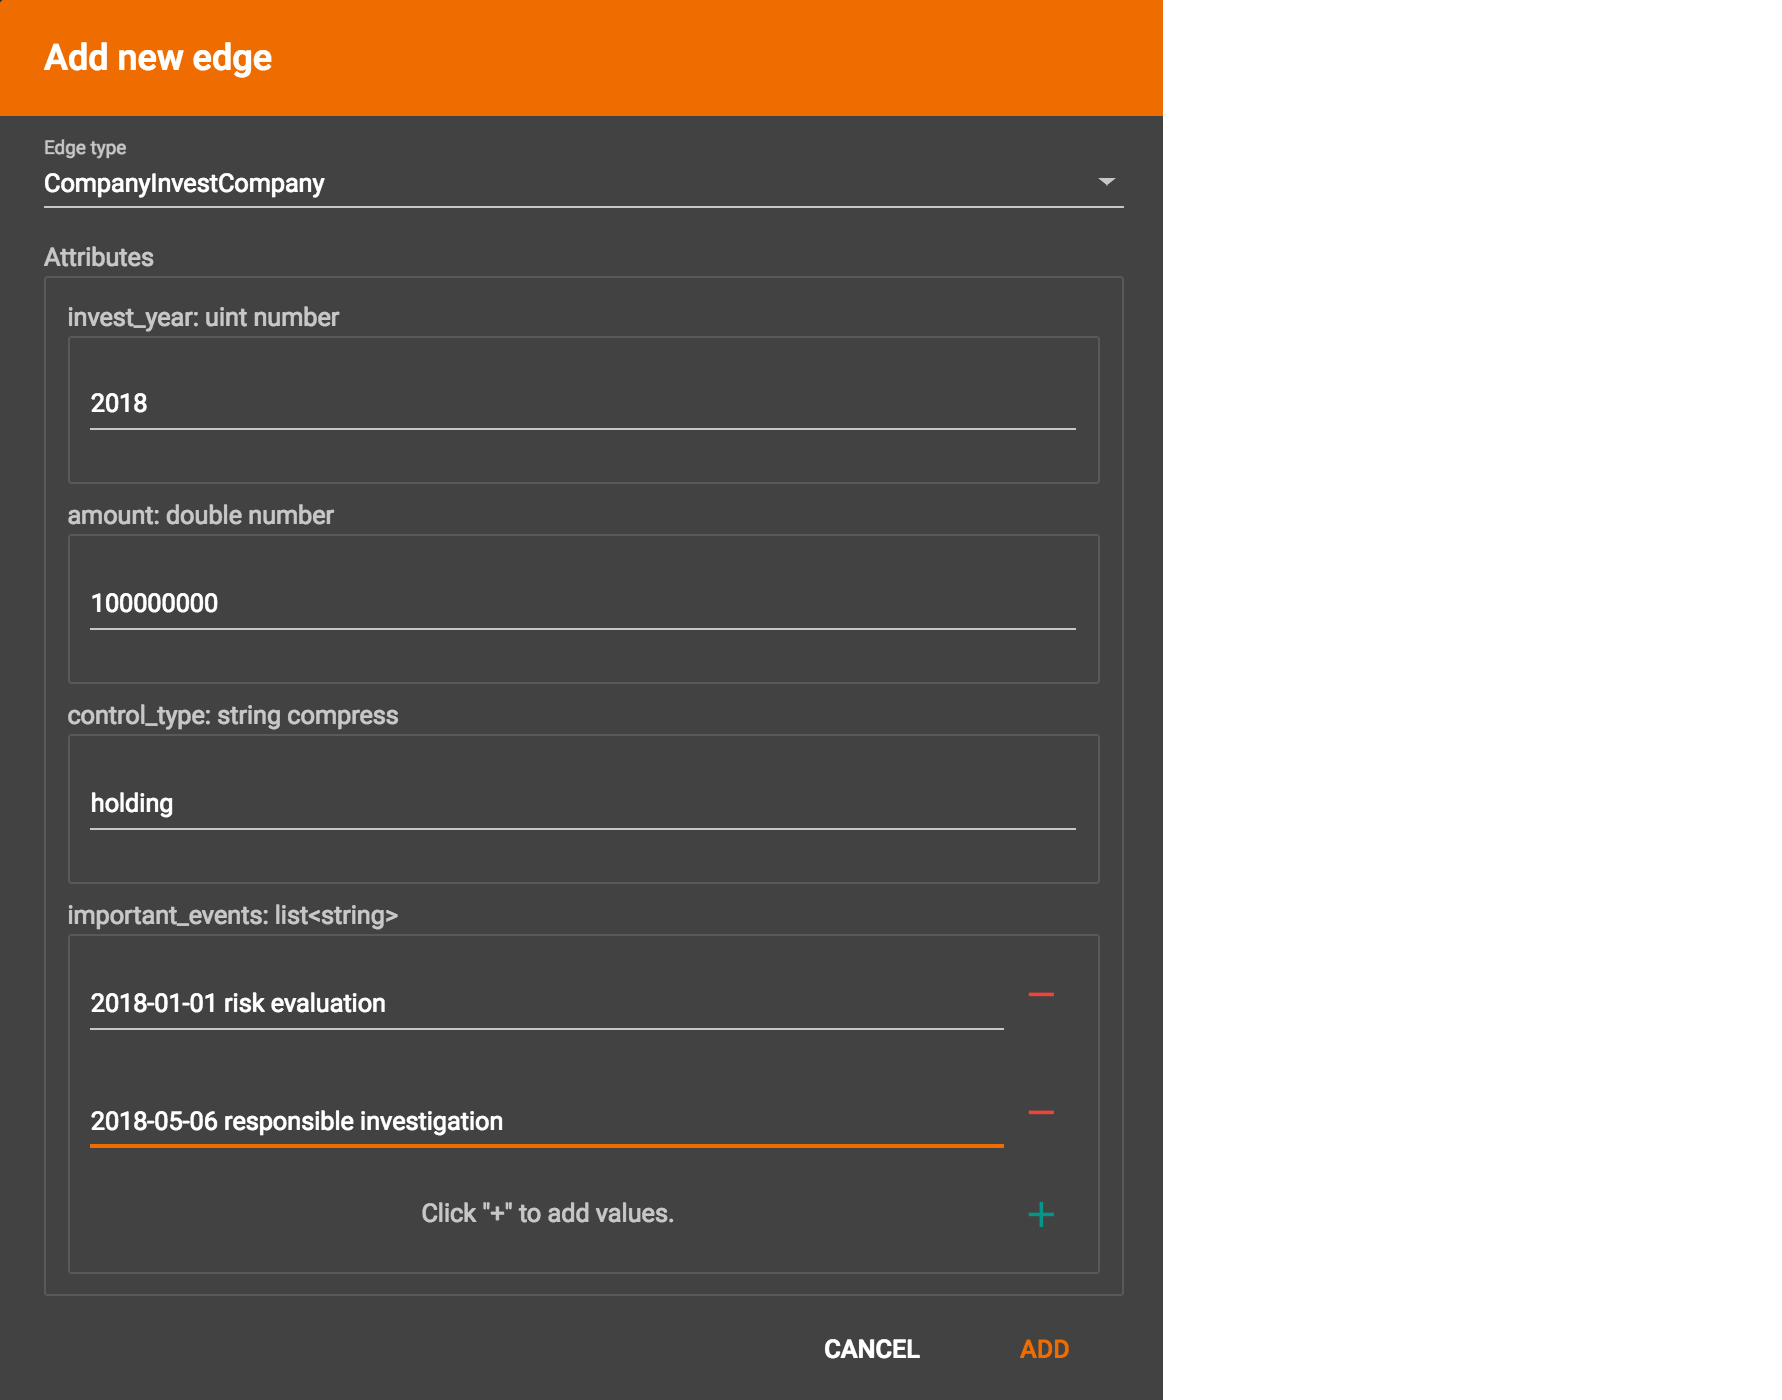 Add new edge
Edge type
CompanyInvestCompany
Attributes
invest_year: uint number
2018
amount: double number
100000000
control_type: string compress
holding
important_events: list<string>
2018-01-01 risk evaluation
2018-05-06 responsible investigation
Click "+" to add values.
CANCEL ADD